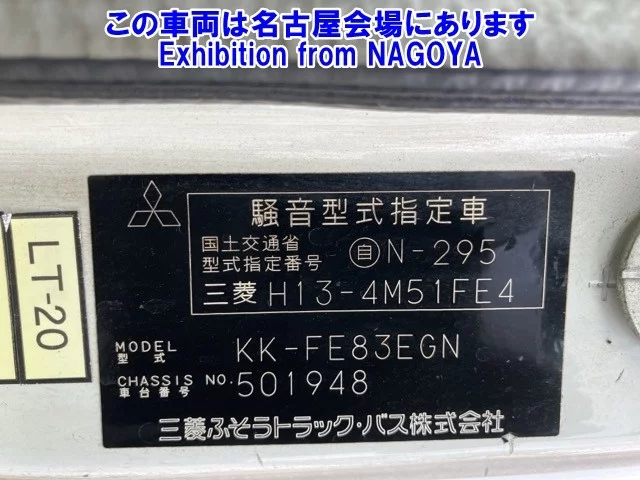 この車両は名古屋会場にあります
Exhibition from NAGOYA
騒音型式指定車
国土交通省
型式指定番号 自N-295
三菱 H13-4M51FE4
MODEL
型式 KK-FE83EGN
CHASSIS NO.
車台番号 501948
三菱ふそうトラック・バス株式会社
LT-20